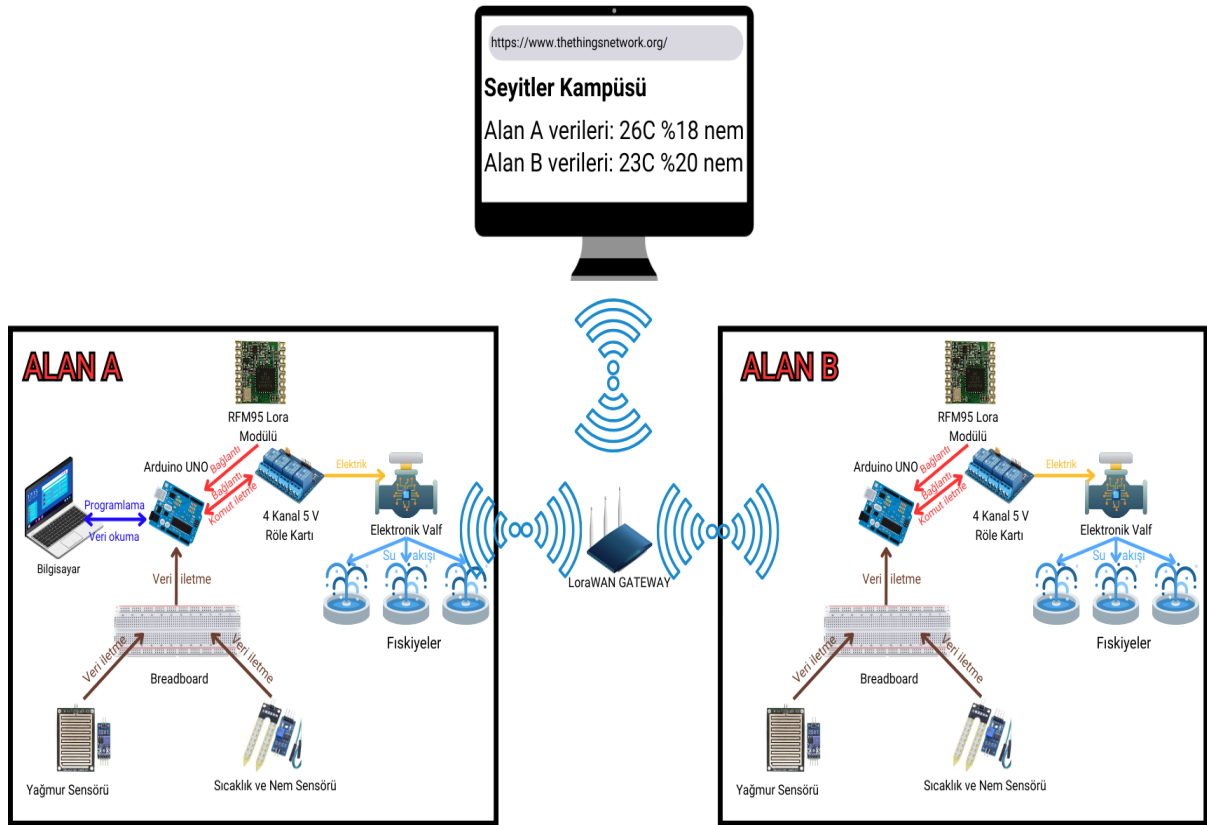 https://www.thethingsnetwork.org/
Seyitler Kampüsü
Alan A verileri: 26C %18 nem
Alan B verileri: 23C %20 nem
ALAN A
RFM95 Lora
Modülü
Arduino UNO
Bağlantı
Bağlantı
Komut iletme
Elektrik
Programlama
Veri okuma
Bilgisayar
4 Kanal 5 V
Röle Kartı
Elektronik Valf
Su akışı
Fıskiyeler
Veri iletme
Veri iletme
Veri iletme
Breadboard
Yağmur Sensörü
Sıcaklık ve Nem Sensörü
LoraWAN GATEWAY
ALAN B
RFM95 Lora
Modülü
Arduino UNO
Bağlantı
Bağlantı
Komut iletme
Elektrik
4 Kanal 5 V
Röle Kartı
Elektronik Valf
Su akışı
Fıskiyeler
Veri iletme
Veri iletme
Veri iletme
Breadboard
Yağmur Sensörü
Sıcaklık ve Nem Sensörü